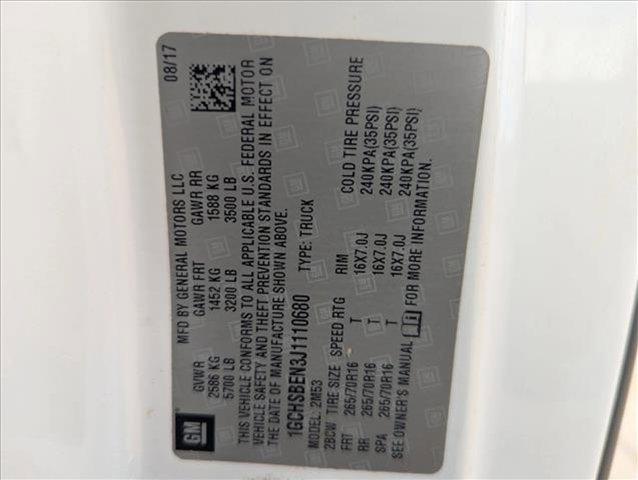 MFD BY GENERAL MOTORS LLC 08/17
GVWR GAWR FRT GAWR RR
2586 KG 1452 KG 1588 KG
5700 LB 3200 LB 3500 LB
THIS VEHICLE CONFORMS TO ALL APPLICABLE U.S. FEDERAL MOTOR
VEHICLE SAFETY AND THEFT PREVENTION STANDARDS IN EFFECT ON
THE DATE OF MANUFACTURE SHOWN ABOVE.
1GCHSBEN3J1110680 TYPE: TRUCK
MODEL: 2M53
2BCW TIRE SIZE SPEED RTG RIM COLD TIRE PRESSURE
FRT 265/70R16 T 16X7.0J 240KPA(35PSI)
RR 265/70R16 T 16X7.0J 240KPA(35PSI)
SPA 265/70R16 T 16X7.0J 240KPA(35PSI)
SEE OWNER'S MANUAL FOR MORE INFORMATION.
GM